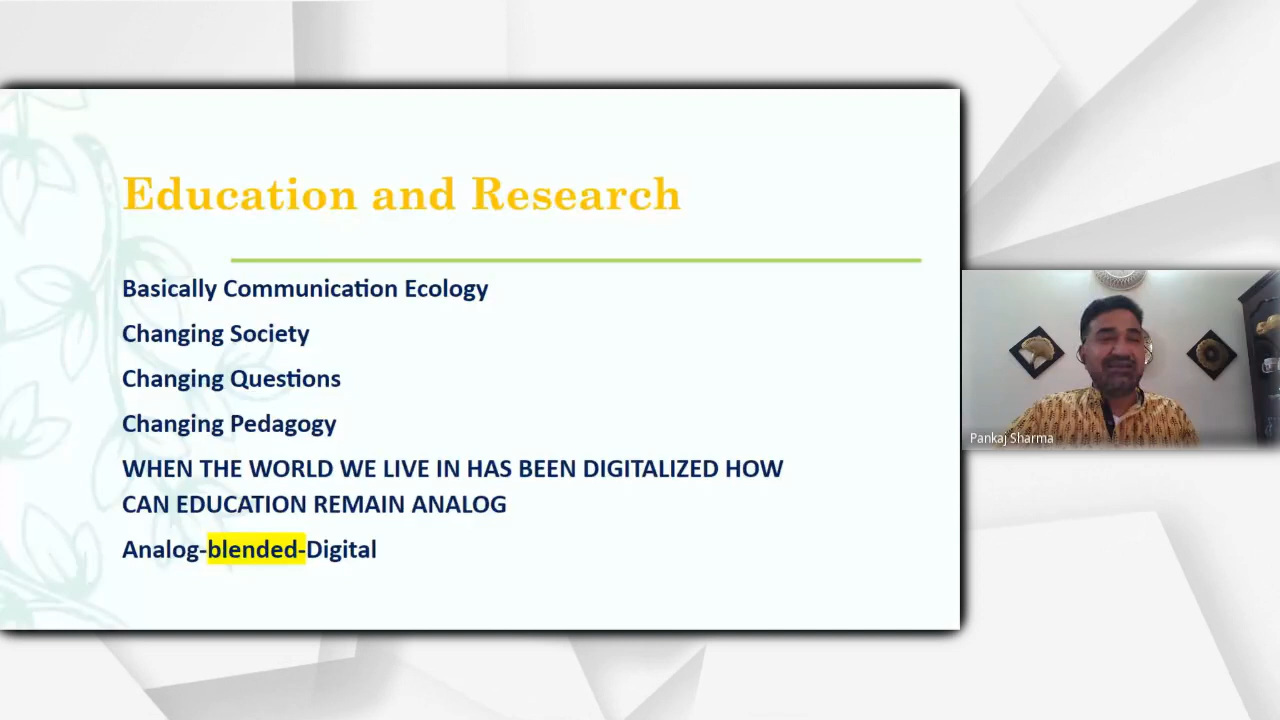 Education and Research
Basically Communication Ecology
Changing Society
Changing Questions
Changing Pedagogy
WHEN THE WORLD WE LIVE IN HAS BEEN DIGITALIZED HOW
CAN EDUCATION REMAIN ANALOG
Analog-blended-Digital
Pankaj Sharma